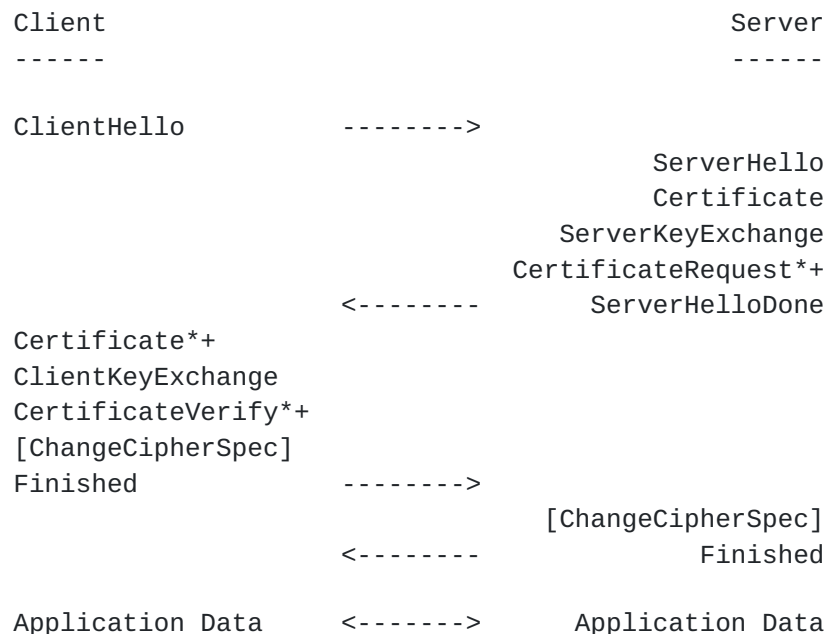 Client                                        Server
------                                        ------

ClientHello          -------->
                                         ServerHello
                                         Certificate
                                   ServerKeyExchange
                                CertificateRequest*+
                     <--------       ServerHelloDone
Certificate*+
ClientKeyExchange
CertificateVerify*+
[ChangeCipherSpec]
Finished             -------->
                                  [ChangeCipherSpec]
                     <--------              Finished

Application Data     <------->      Application Data